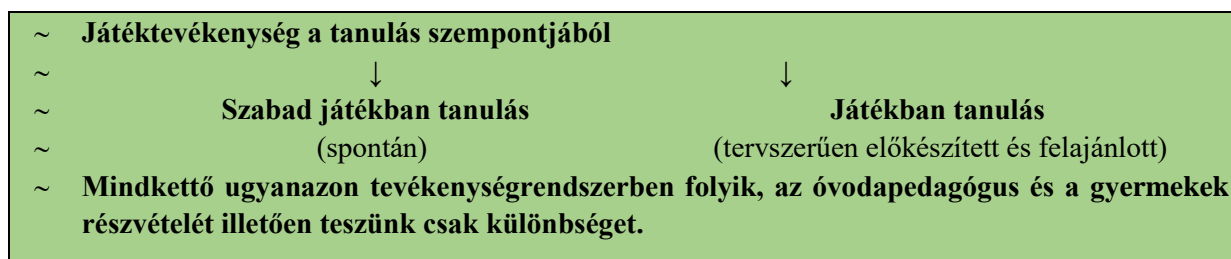 ~ Játéktevékenység a tanulás szempontjából
~ ↓ ↓
~ Szabad játékban tanulás Játékban tanulás
~ (spontán) (tervszerűen előkészített és felajánlott)
~ Mindkettő ugyanazon tevékenységrendszerben folyik, az óvodapedagógus és a gyermekek
részvételét illetően teszünk csak különbséget.